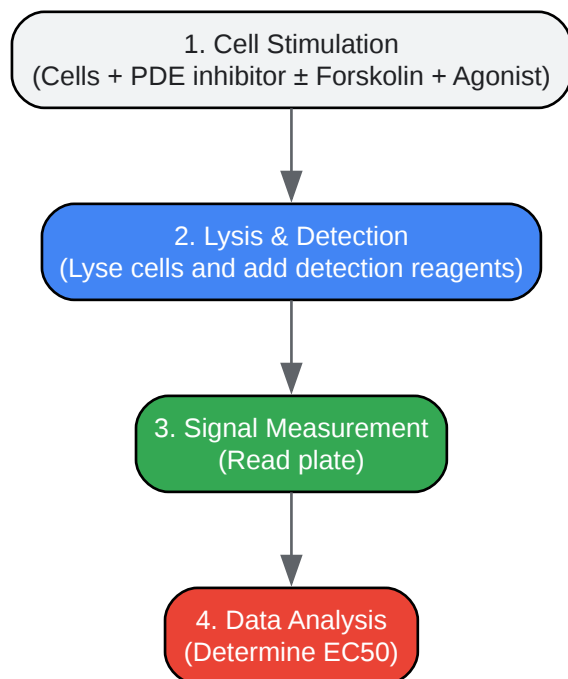 1. Cell Stimulation
(Cells + PDE inhibitor ± Forskolin + Agonist)
2. Lysis & Detection
(Lyse cells and add detection reagents)
3. Signal Measurement
(Read plate)
4. Data Analysis
(Determine EC50)